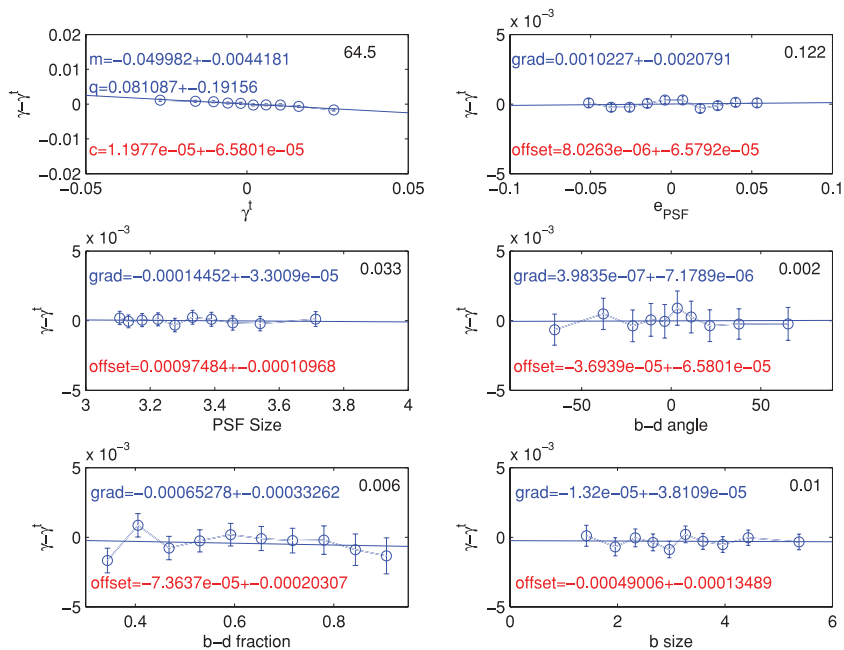 0.02
0.01
0
−0.01
−0.02
−0.05
0
0.05
γ−γᵗ
γᵗ
m=−0.049982+−0.0044181
q=0.081087+−0.19156
c=1.1977e−05+−6.5801e−05
64.5
x 10⁻³
5
0
−5
−0.1
−0.05
0
0.05
0.1
γ−γᵗ
e_PSF
grad=0.0010227+−0.0020791
offset=8.0263e−06+−6.5792e−05
0.122
x 10⁻³
5
0
−5
3
3.2
3.4
3.6
3.8
4
γ−γᵗ
PSF Size
grad=−0.00014452+−3.3009e−05
offset=0.00097484+−0.00010968
0.033
x 10⁻³
5
0
−5
−50
0
50
γ−γᵗ
b−d angle
grad=3.9835e−07+−7.1789e−06
offset=−3.6939e−05+−6.5801e−05
0.002
x 10⁻³
5
0
−5
0.4
0.6
0.8
γ−γᵗ
b−d fraction
grad=−0.00065278+−0.00033262
offset=−7.3637e−05+−0.00020307
0.006
x 10⁻³
5
0
−5
0
2
4
6
γ−γᵗ
b size
grad=−1.32e−05+−3.8109e−05
offset=−0.00049006+−0.00013489
0.01